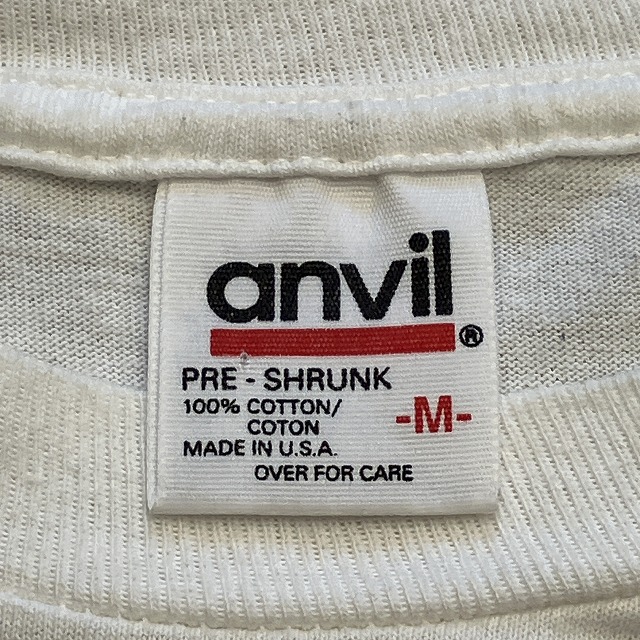 anvil®
PRE - SHRUNK
100% COTTON/
COTON
-M-
MADE IN U.S.A.
OVER FOR CARE